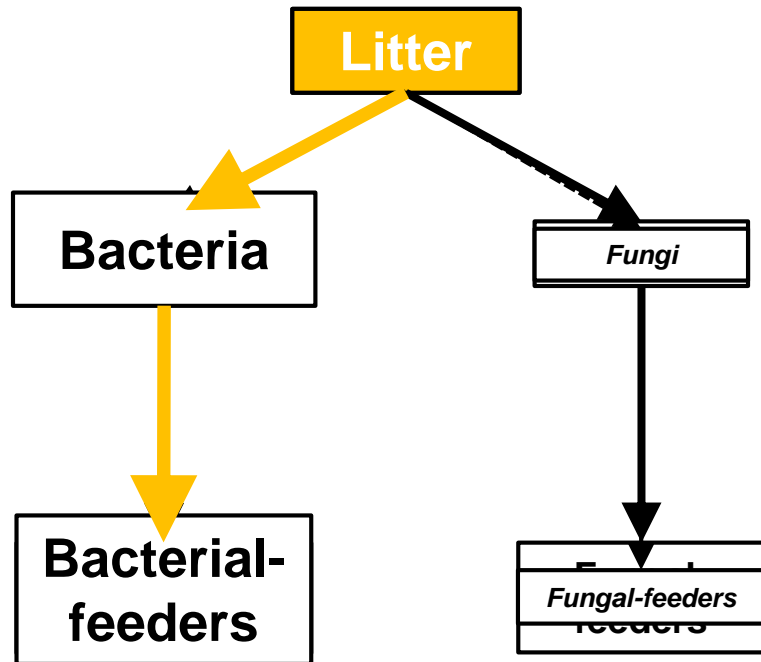 Litter
Bacteria
Fungi
Bacterial-
feeders
Fungal-feeders